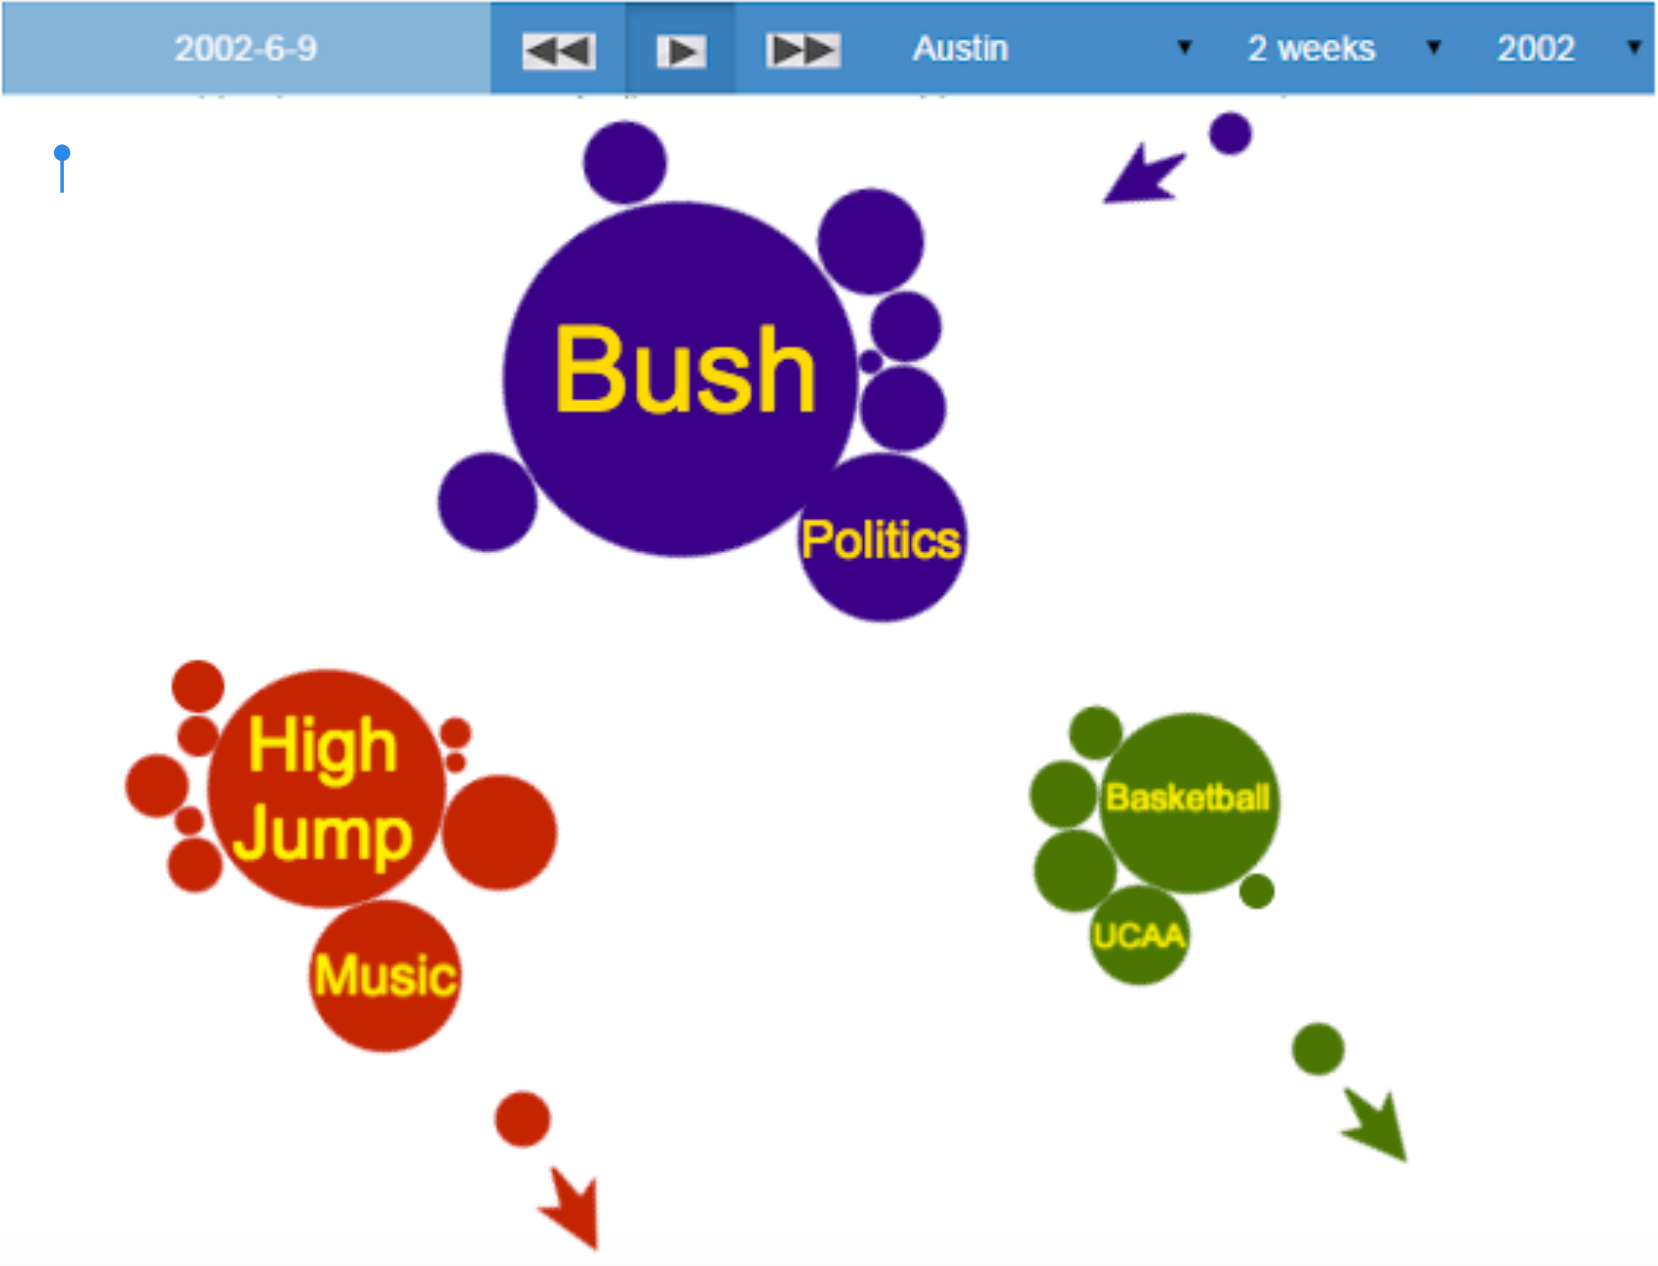 2002-6-9 Austin 2 weeks 2002
Bush
Politics
High
Jump
Basketball
UCAA
Music